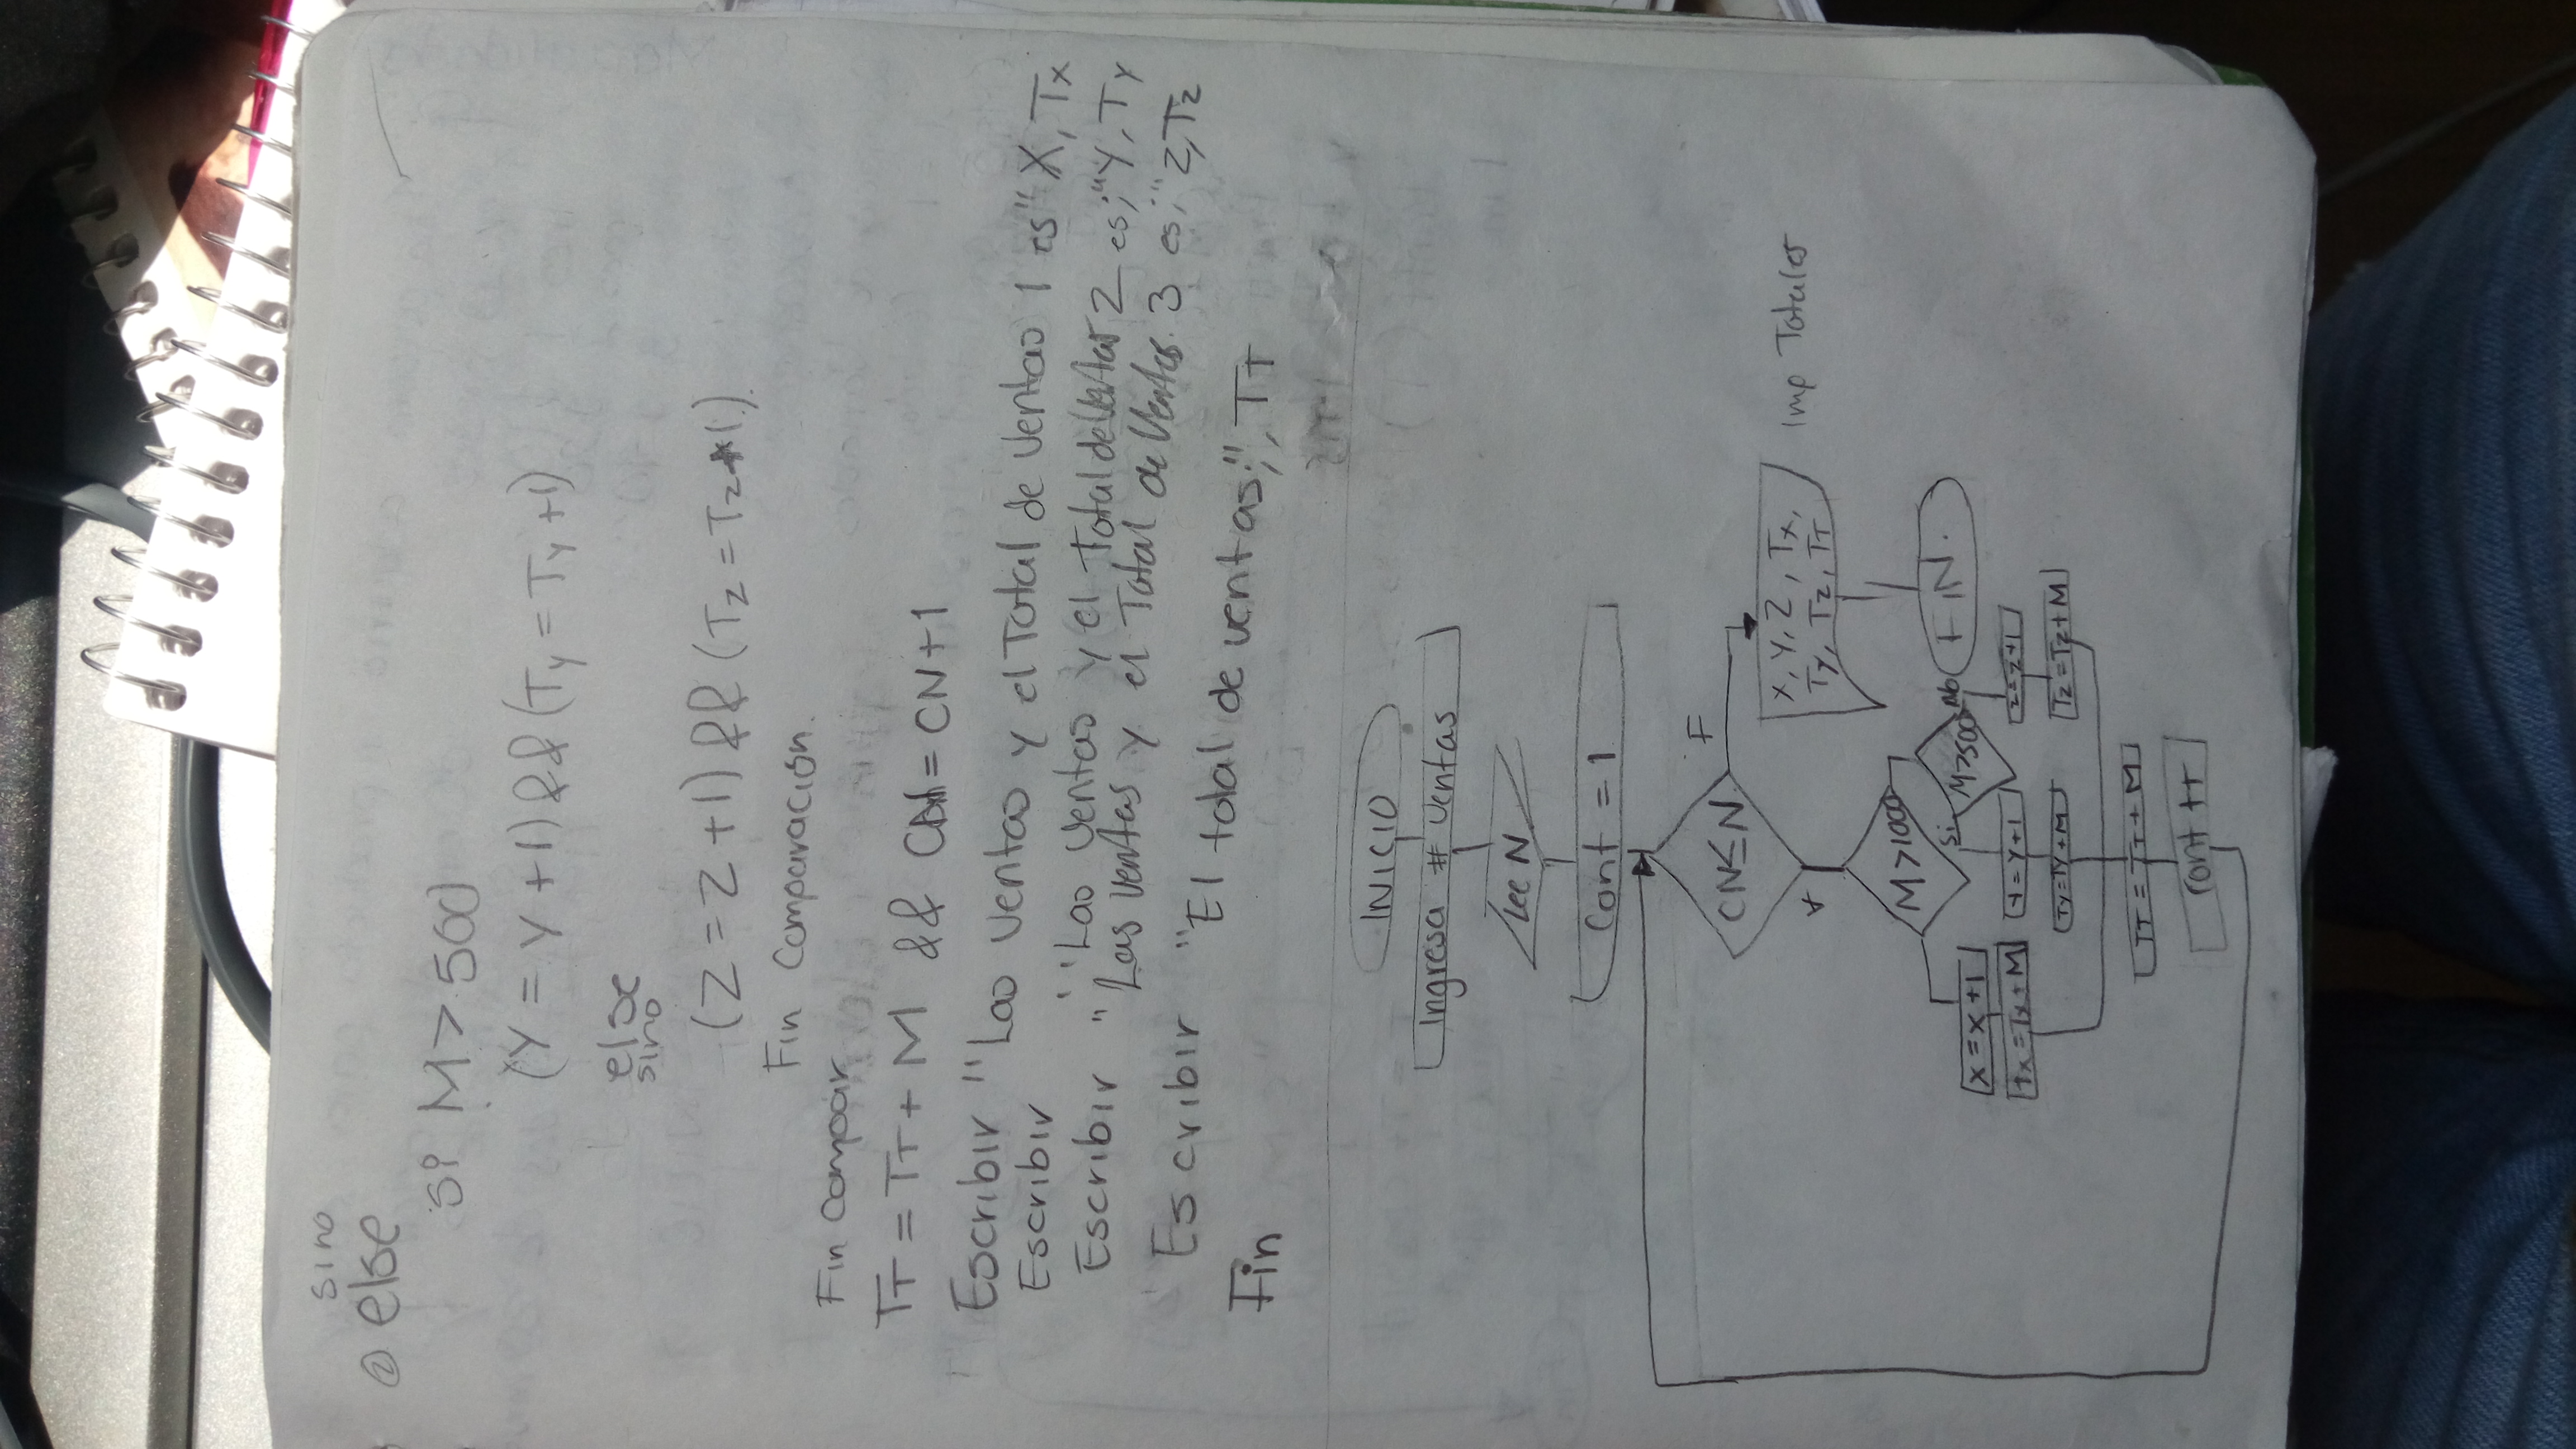 sino
② else
si M > 500
(Y = Y + 1) && (Ty = Ty + 1)
else
sino
(Z = Z + 1) && (Tz = Tz + 1).
Fin Comparación.
Fin compoair
TT = TT + M && CN = CN + 1
Escribir "Las ventas y el Total de ventas 1 es" X, Tx
Escribir "Las ventas y el Total de Ventas 2 es;" Y, Ty
Escribir "Las ventas y el Total de Ventas 3 es;" Z, Tz
Escribir "El total de ventas;", TT
Fin
INICIO
Ingresa # ventas
Lee N
Cont = 1
CN ≤ N
F
X, Y, Z, Tx,
Ty, Tz, TT
Imp Totales
FIN.
V
M > 1000
M > 500
No
Si
X = X + 1
Tx = Tx + M
Y = Y + 1
Ty = Ty + M
Z = Z + 1
Tz = Tz + M
TT = TT + M
Cont ++